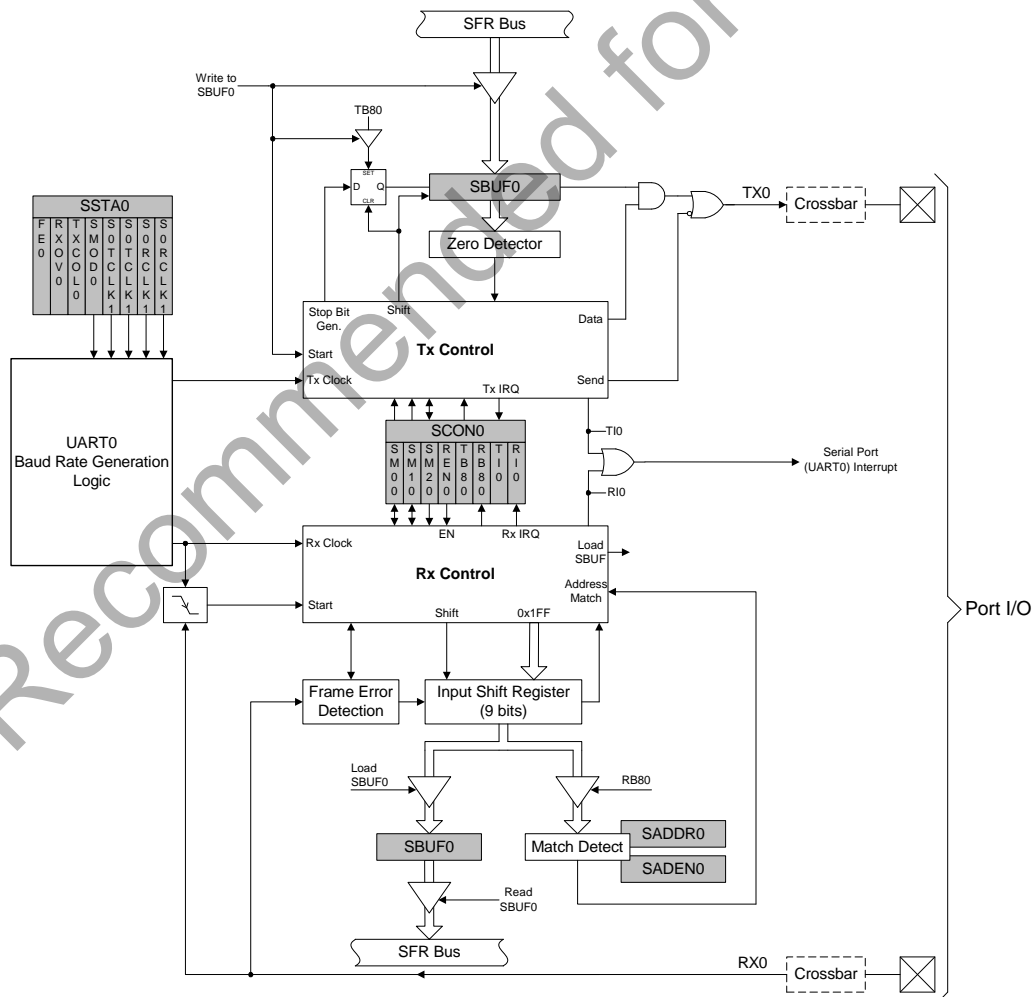 SFR Bus
Write to
SBUF0
TB80
SET
D Q
CLR
SBUF0
TX0
Crossbar
Zero Detector
SSTA0
FE0
RXOV0
TXCOL0
SMOD0
S0TCLK1
S0TCLK1
S0RCLK1
S0RCLK1
Stop Bit
Gen.
Shift
Data
Start
Tx Control
Tx Clock
Send
Tx IRQ
UART0
Baud Rate Generation
Logic
SCON0
SM00
SM10
SM20
REN0
TB80
RB80
TI0
RI0
TI0
Serial Port
(UART0) Interrupt
RI0
EN
Rx IRQ
Rx Clock
Load
SBUF
Rx Control
Address
Match
Start
Shift
0x1FF
Port I/O
Frame Error
Detection
Input Shift Register
(9 bits)
Load
SBUF0
RB80
SBUF0
Match Detect
SADDR0
SADEN0
Read
SBUF0
SFR Bus
RX0
Crossbar
Recommended for